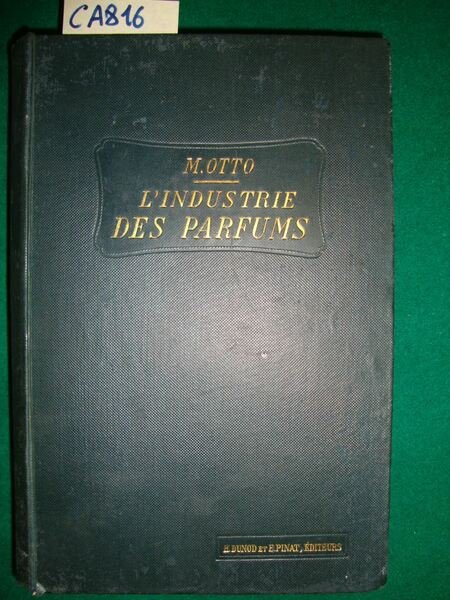 CA816
M. OTTO
L'INDUSTRIE
DES PARFUMS
H. DUNOD ET E. PINAT, ÉDITEURS